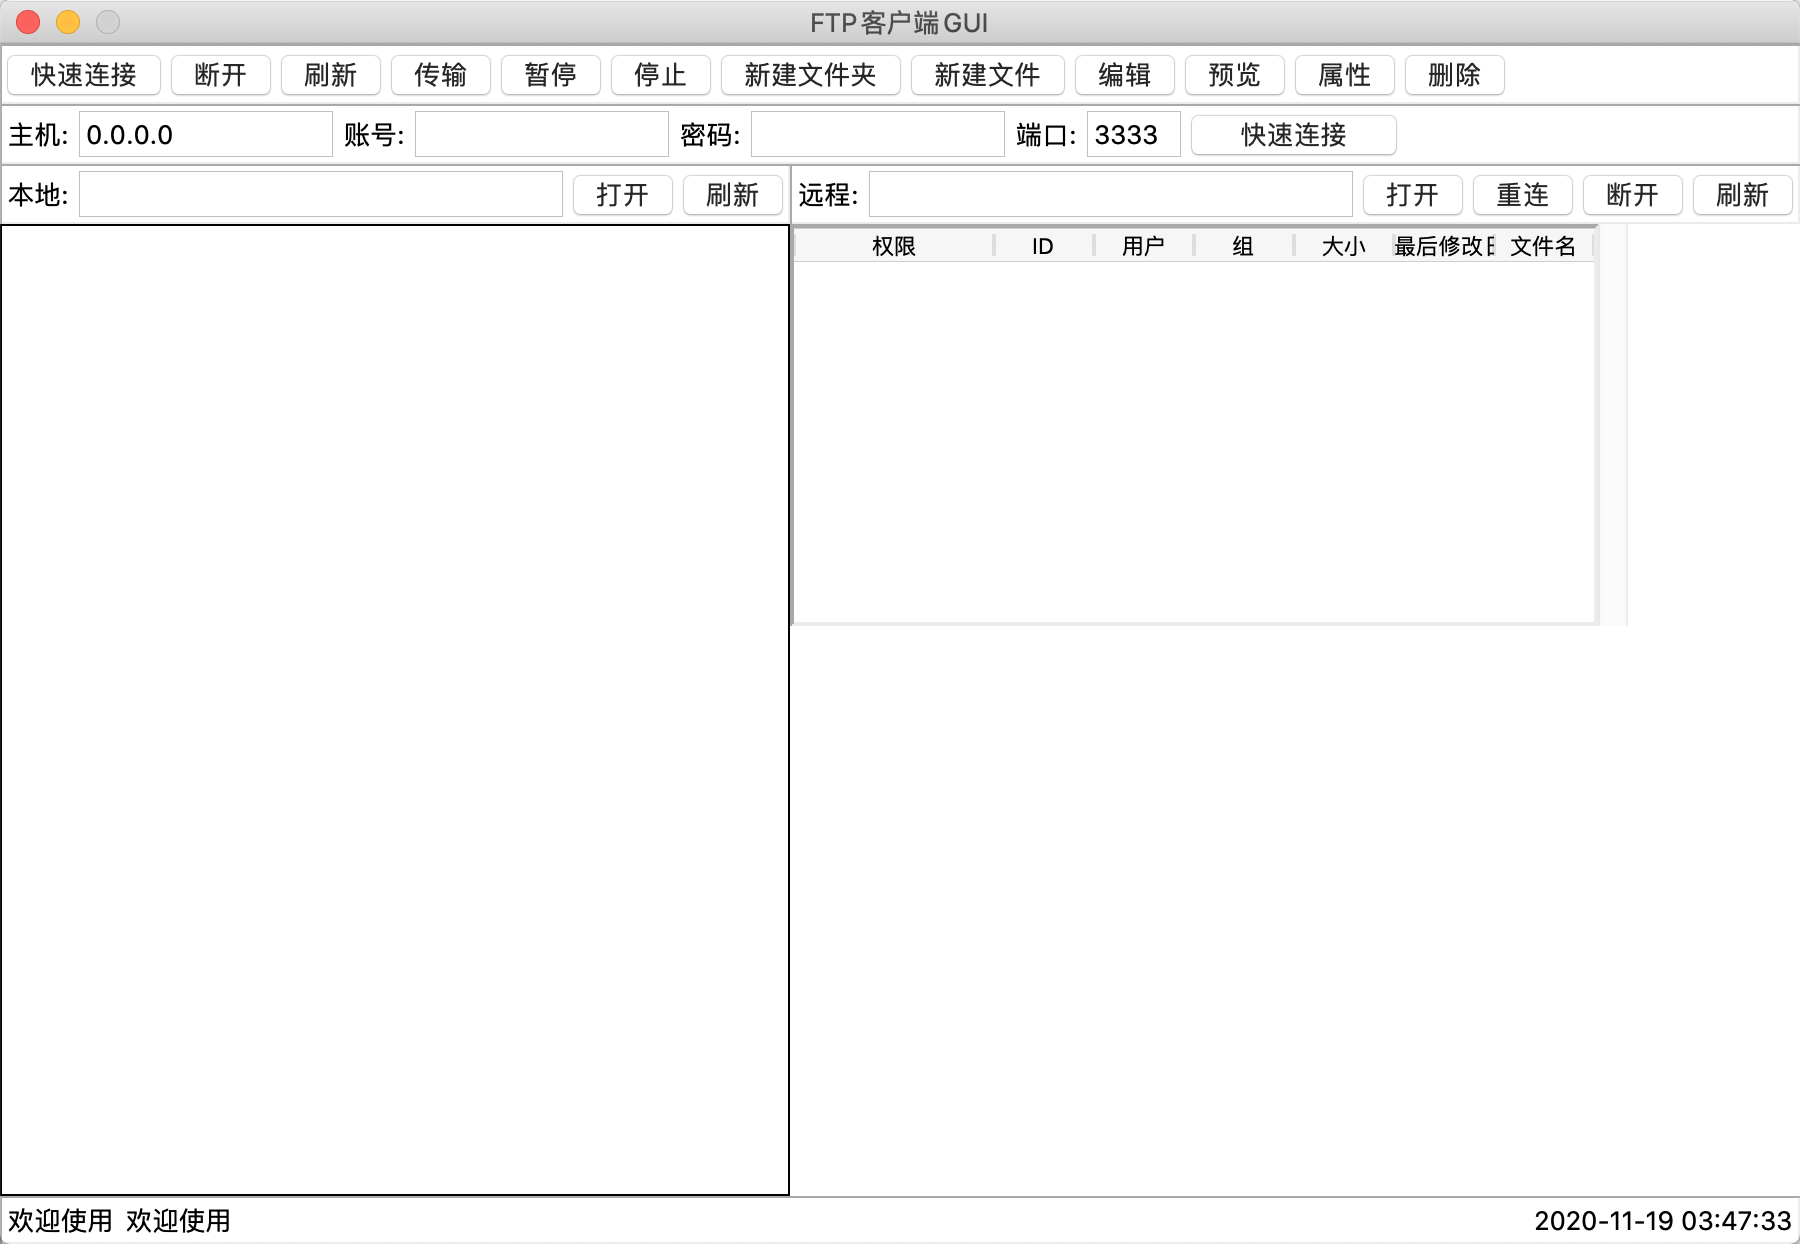 FTP客户端GUI
快速连接 断开 刷新 传输 暂停 停止 新建文件夹 新建文件 编辑 预览 属性 删除
主机: 0.0.0.0 账号: 密码: 端口: 3333 快速连接
本地: 打开 刷新 远程: 打开 重连 断开 刷新
权限 ID 用户 组 大小 最后修改日 文件名
欢迎使用 欢迎使用 2020-11-19 03:47:33